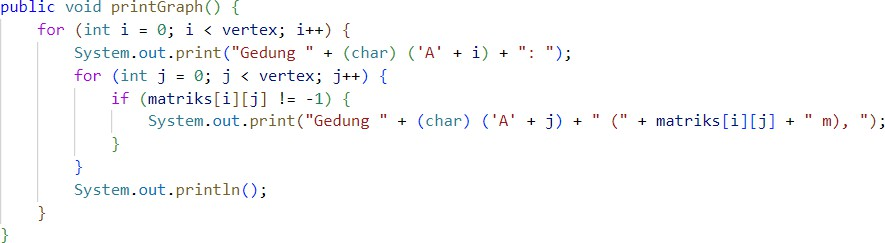 public void printGraph() {
    for (int i = 0; i < vertex; i++) {
        System.out.print("Gedung " + (char) ('A' + i) + ": ");
        for (int j = 0; j < vertex; j++) {
            if (matriks[i][j] != -1) {
                System.out.print("Gedung " + (char) ('A' + j) + " (" + matriks[i][j] + " m), ");
            }
        }
        System.out.println();
    }
}